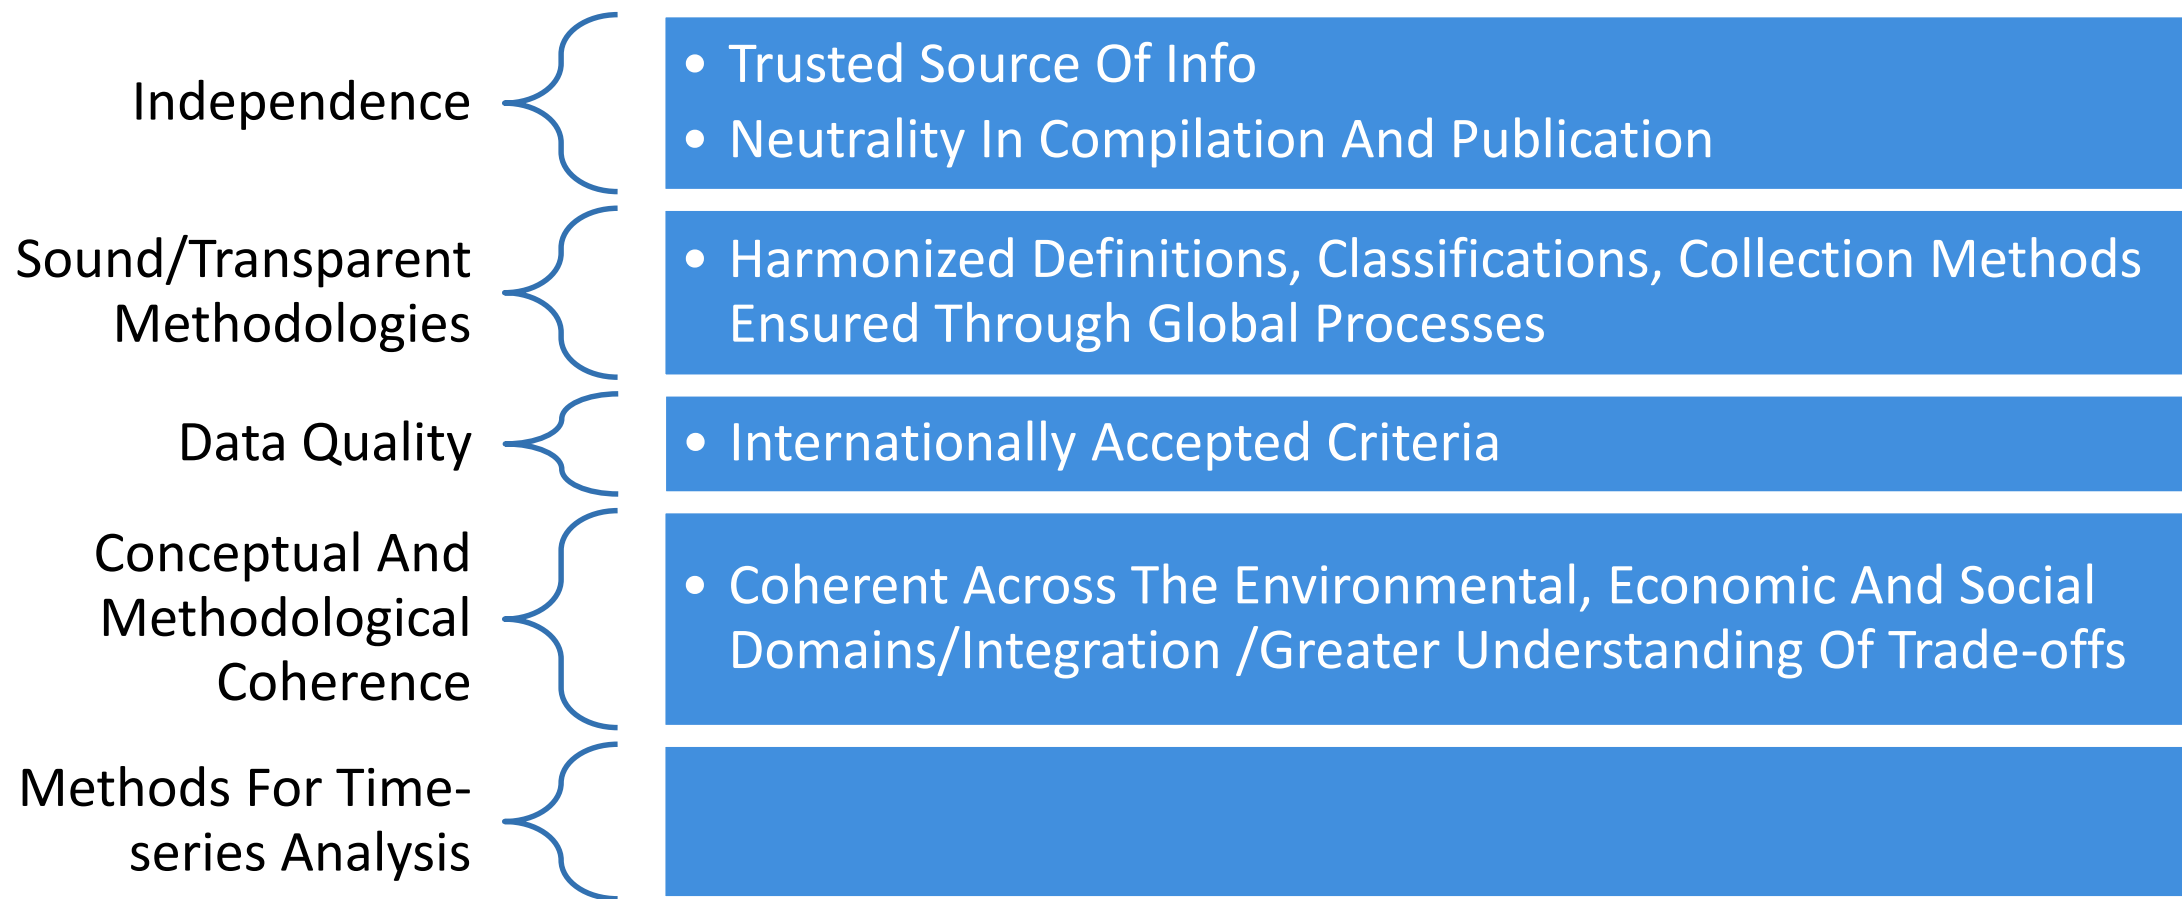 Independence
• Trusted Source Of Info
• Neutrality In Compilation And Publication
Sound/Transparent
Methodologies
• Harmonized Definitions, Classifications, Collection Methods
Ensured Through Global Processes
Data Quality
• Internationally Accepted Criteria
Conceptual And
Methodological
Coherence
• Coherent Across The Environmental, Economic And Social
Domains/Integration /Greater Understanding Of Trade-offs
Methods For Time-
series Analysis